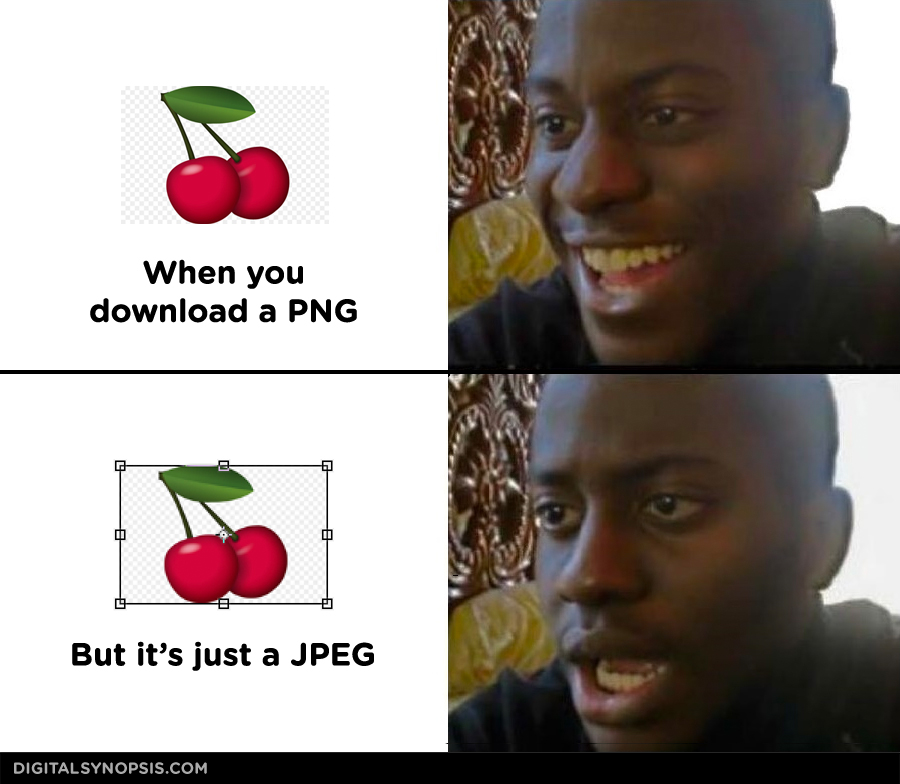 When you
download a PNG
But it's just a JPEG
DIGITALSYNOPSIS.COM